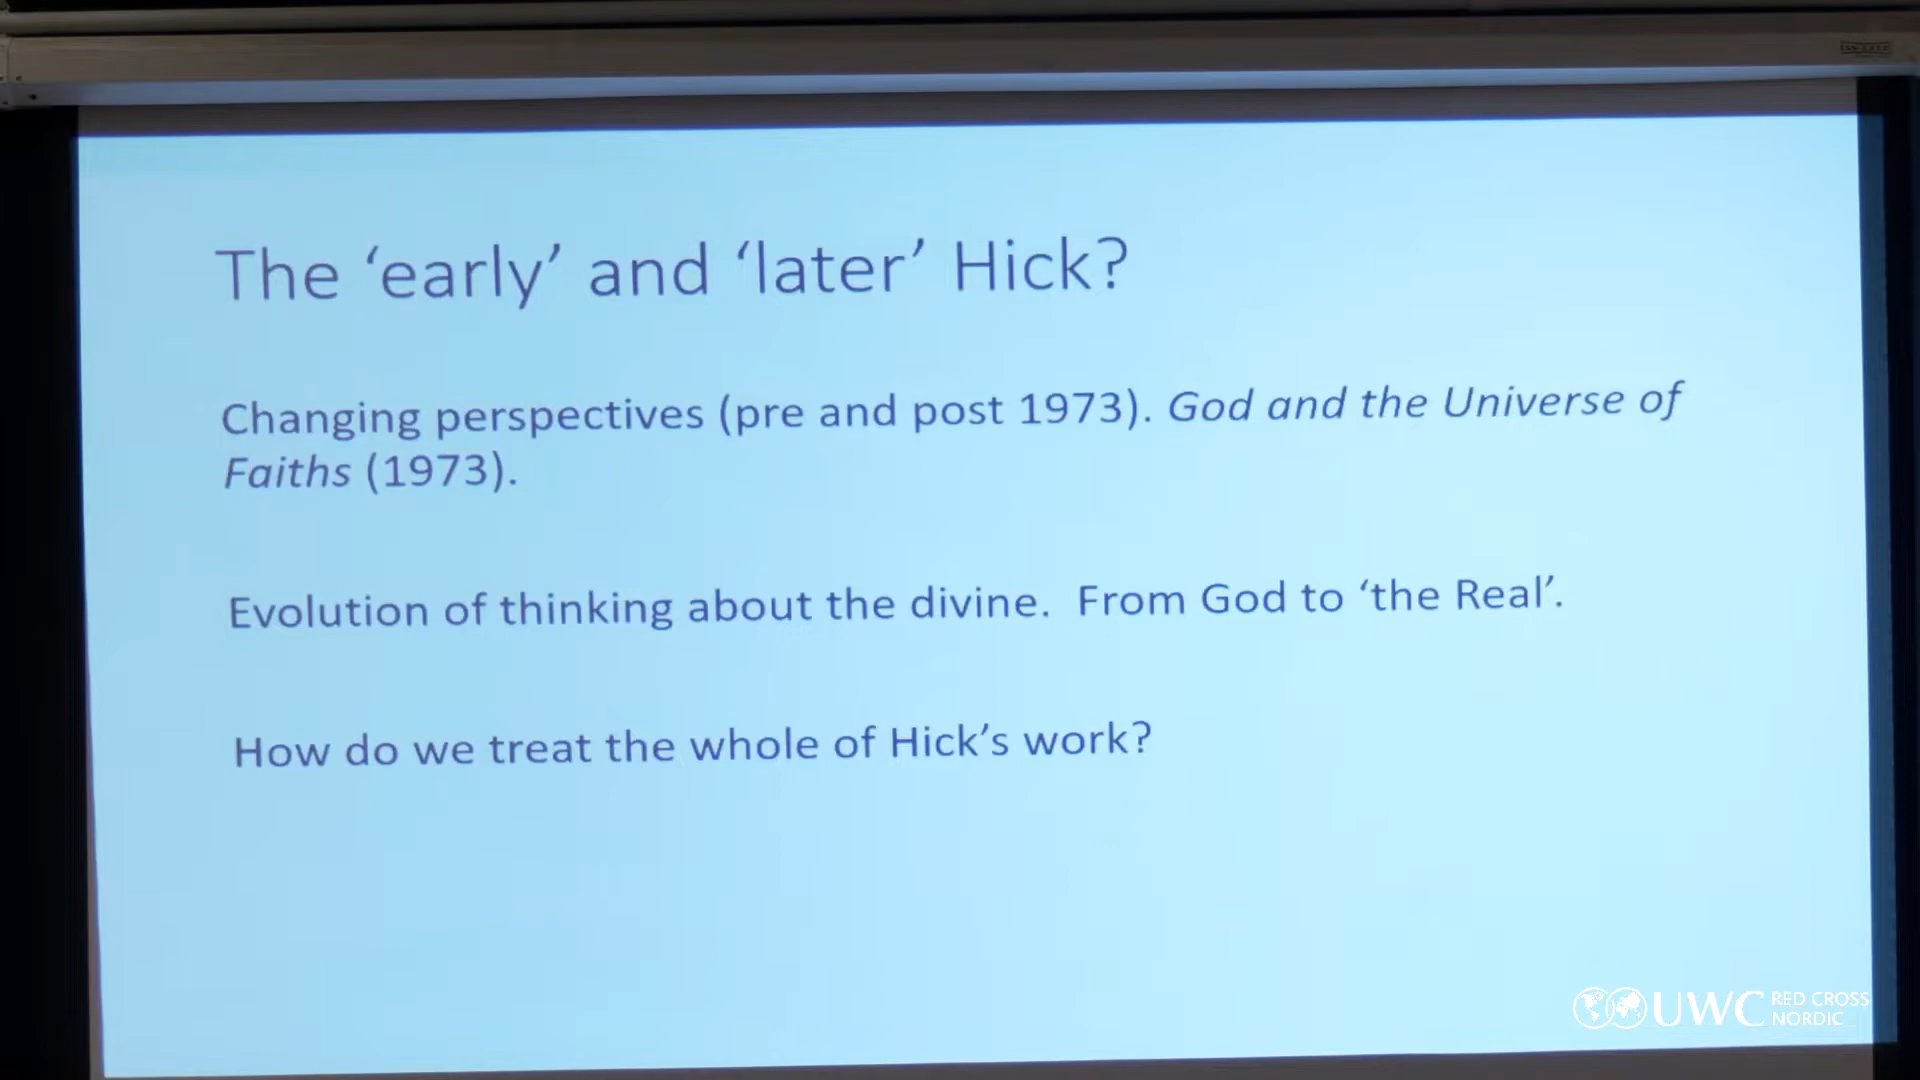 The ‘early’ and ‘later’ Hick?
Changing perspectives (pre and post 1973). God and the Universe of
Faiths (1973).
Evolution of thinking about the divine.  From God to ‘the Real’.
How do we treat the whole of Hick’s work?
UWC RED CROSS
NORDIC